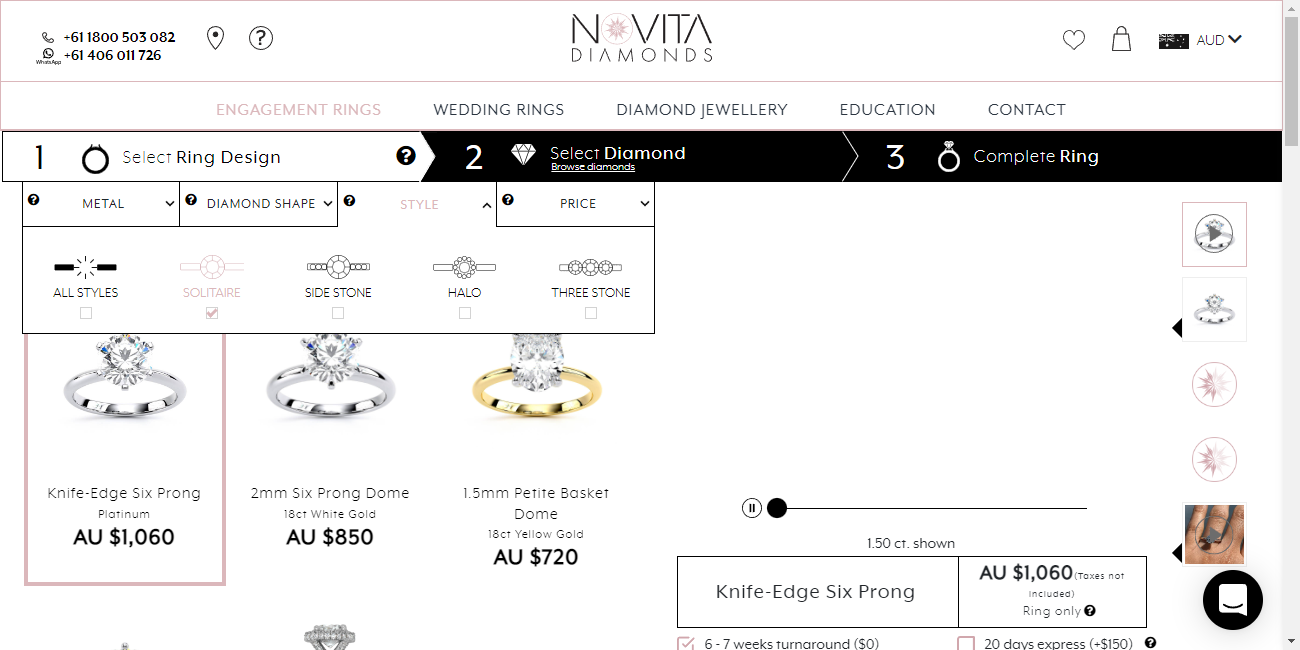 +61 1800 503 082
WhatsApp
+61 406 011 726
?
NOVITA
DIAMONDS
AUD
ENGAGEMENT RINGS
WEDDING RINGS
DIAMOND JEWELLERY
EDUCATION
CONTACT
1 Select Ring Design ?
2 Select Diamond
Browse diamonds
3 Complete Ring
? METAL
? DIAMOND SHAPE
? STYLE
? PRICE
ALL STYLES
SOLITAIRE
SIDE STONE
HALO
THREE STONE
Knife-Edge Six Prong
Platinum
AU $1,060
2mm Six Prong Dome
18ct White Gold
AU $850
1.5mm Petite Basket
Dome
18ct Yellow Gold
AU $720
1.50 ct. shown
Knife-Edge Six Prong
AU $1,060 (Taxes not
included)
Ring only ?
6 - 7 weeks turnaround ($0)
20 days express (+$150) ?